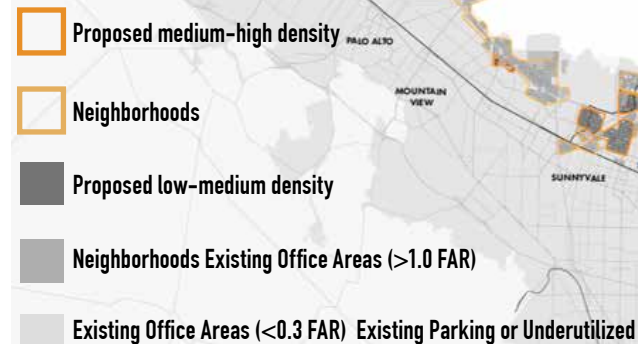 Proposed medium-high density
PALO ALTO
MOUNTAIN
VIEW
Neighborhoods
SUNNYVALE
Proposed low-medium density
Neighborhoods Existing Office Areas (>1.0 FAR)
Existing Office Areas (<0.3 FAR) Existing Parking or Underutilized